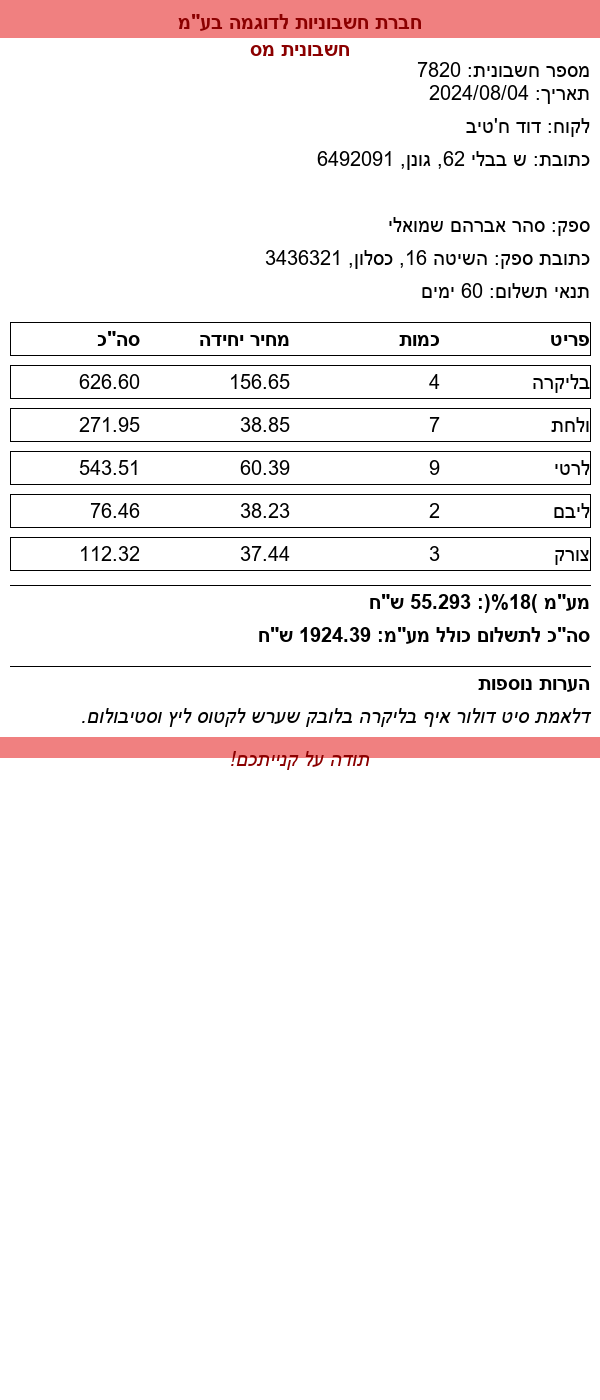 חברת חשבוניות לדוגמה בע"מ
חשבונית מס
מספר חשבונית: 7820
תאריך: 2024/08/04
לקוח: דוד ח'טיב
כתובת: ש בבלי 62, גונן, 6492091
ספק: סהר אברהם שמואלי
כתובת ספק: השיטה 16, כסלון, 3436321
תנאי תשלום: 60 ימים
פריט כמות מחיר יחידה סה"כ
בליקרה 4 156.65 626.60
ולחת 7 38.85 271.95
לרטי 9 60.39 543.51
ליבם 2 38.23 76.46
צורק 3 37.44 112.32
מע"מ )18%(: 55.293 ש"ח
סה"כ לתשלום כולל מע"מ: 1924.39 ש"ח
הערות נוספות
דלאמת סיט דולור איף בליקרה בלובק שערש לקטוס ליץ וסטיבולום.
תודה על קנייתכם!